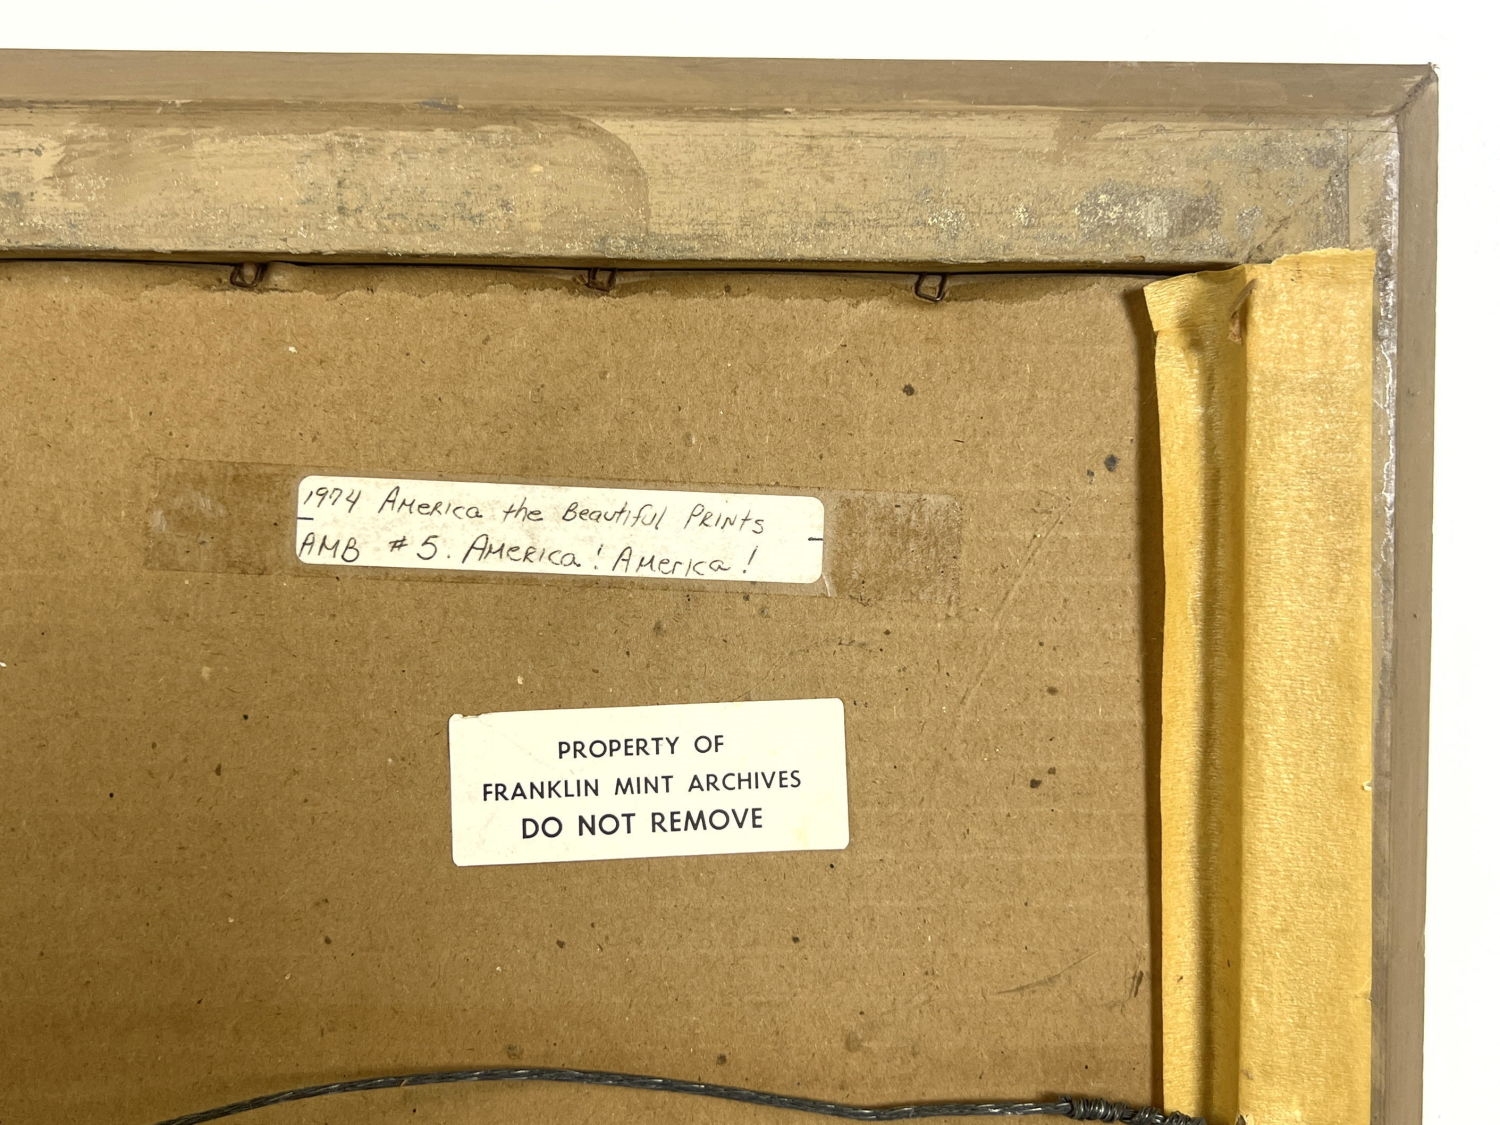 1974 America the Beautiful Prints
AMB #5. America! America!
PROPERTY OF
FRANKLIN MINT ARCHIVES
DO NOT REMOVE